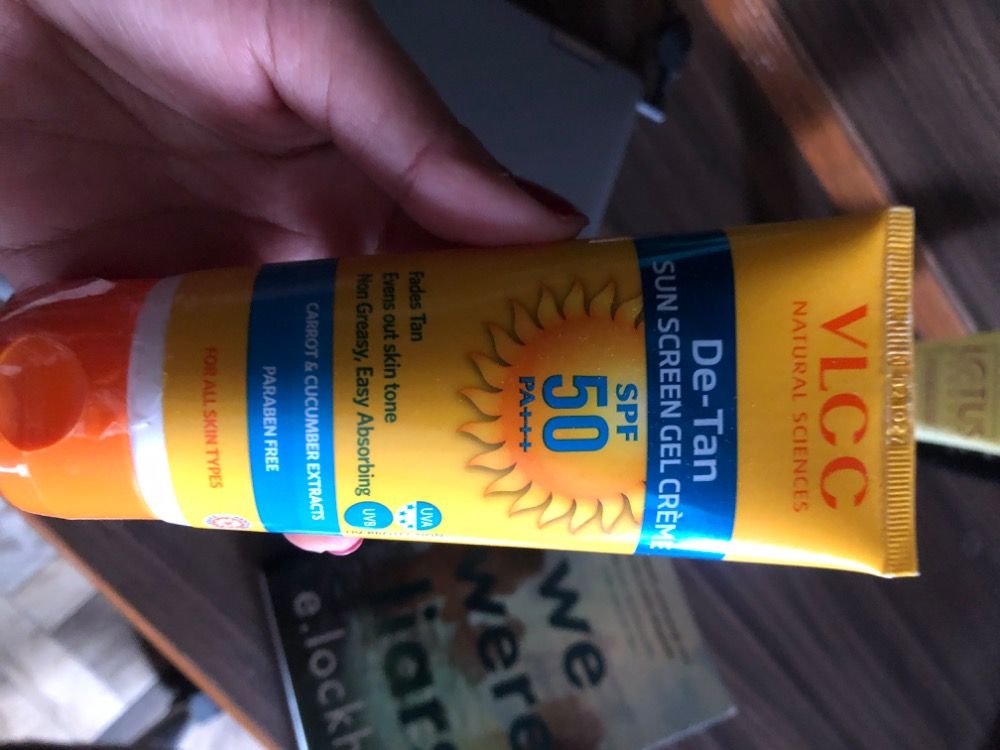 VLCC
NATURAL SCIENCES
De-Tan
SUN SCREEN GEL CRÈME
SPF
50
PA+++
Fades Tan
Evens out skin tone
Non Greasy, Easy Absorbing
UVA
UVB
CARROT & CUCUMBER EXTRACTS
PARABEN FREE
FOR ALL SKIN TYPES
we
were
liars
e.lockh